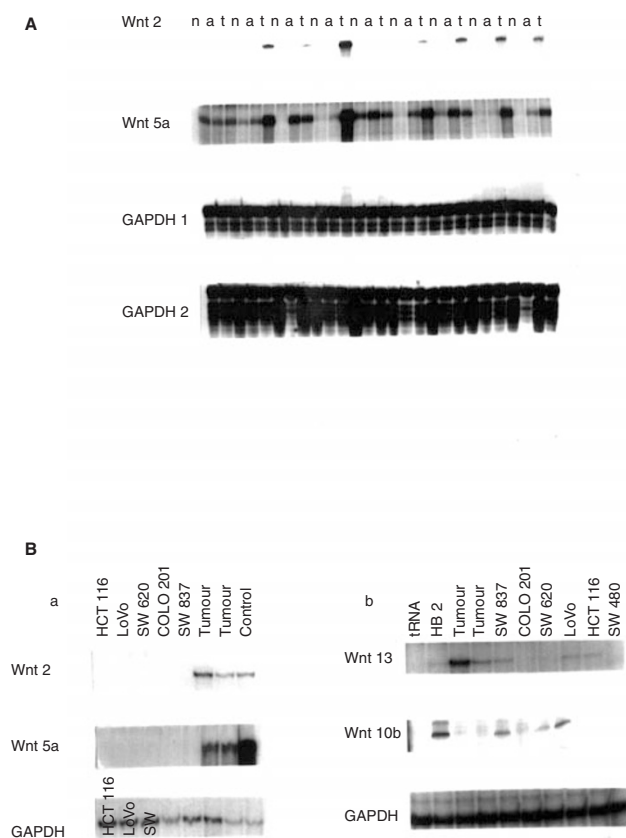 A
Wnt 2 n a t n a t n a t n a t n a t n a t n a t n a t n a t
Wnt 5a
GAPDH 1
GAPDH 2
B
a
HCT 116
LoVo
SW 620
COLO 201
SW 837
Tumour
Tumour
Control
Wnt 2
Wnt 5a
HCT 116
LoVo
SW
GAPDH
b
tRNA
HB 2
Tumour
Tumour
SW 837
COLO 201
SW 620
LoVo
HCT 116
SW 480
Wnt 13
Wnt 10b
GAPDH